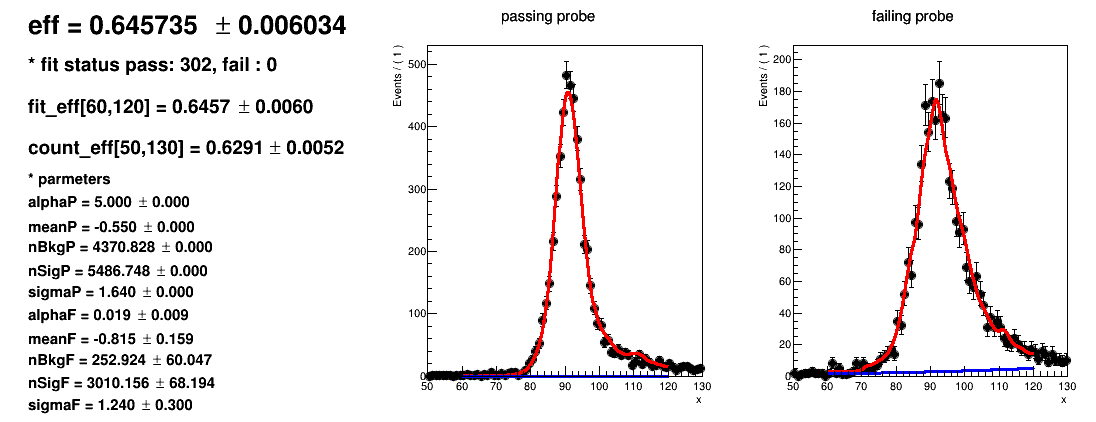 eff = 0.645735 ± 0.006034
* fit status pass: 302, fail : 0
fit_eff[60,120] = 0.6457 ± 0.0060
count_eff[50,130] = 0.6291 ± 0.0052
* parmeters
alphaP = 5.000 ± 0.000
meanP = -0.550 ± 0.000
nBkgP = 4370.828 ± 0.000
nSigP = 5486.748 ± 0.000
sigmaP = 1.640 ± 0.000
alphaF = 0.019 ± 0.009
meanF = -0.815 ± 0.159
nBkgF = 252.924 ± 60.047
nSigF = 3010.156 ± 68.194
sigmaF = 1.240 ± 0.300
passing probe
Events / ( 1 )
500
400
300
200
100
0
50 60 70 80 90 100 110 120 130
x
failing probe
Events / ( 1 )
200
180
160
140
120
100
80
60
40
20
0
50 60 70 80 90 100 110 120 130
x